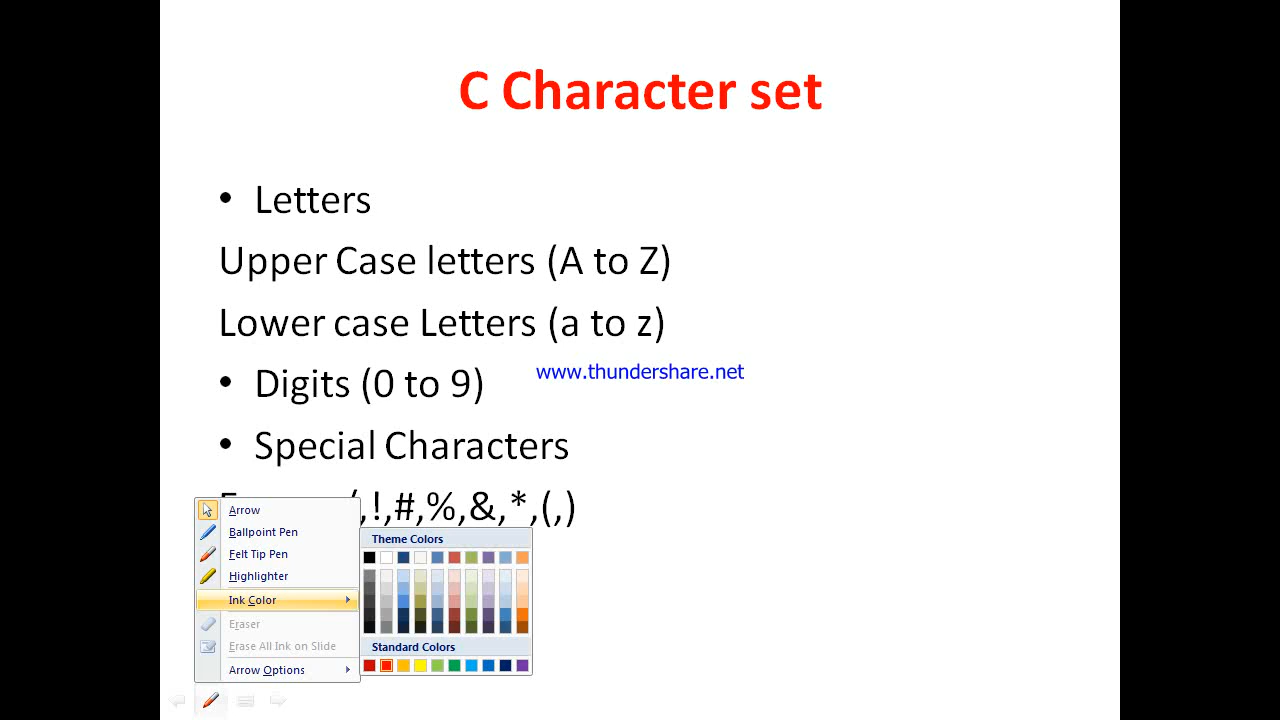 C Character set
• Letters
Upper Case letters (A to Z)
Lower case Letters (a to z)
• Digits (0 to 9)
www.thundershare.net
• Special Characters
,!,#,%,&,*,(,)
Arrow
Ballpoint Pen
Felt Tip Pen
Highlighter
Ink Color
Eraser
Erase All Ink on Slide
Arrow Options
Theme Colors
Standard Colors